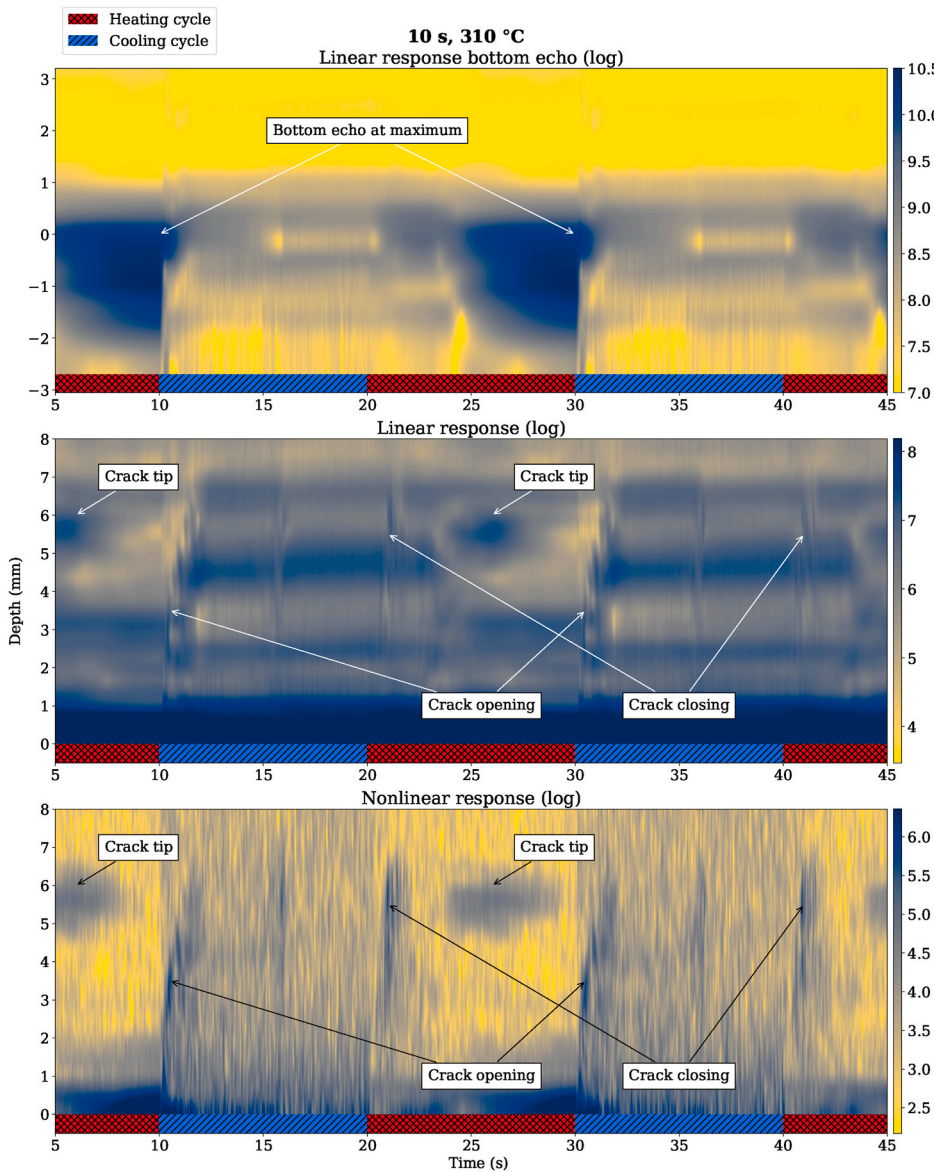 Heating cycle
Cooling cycle
10 s, 310 °C
Linear response bottom echo (log)
3
2
1
0
−1
−2
−3
Bottom echo at maximum
10.5
10.0
9.5
9.0
8.5
8.0
7.5
7.0
5 10 15 20 25 30 35 40 45
Linear response (log)
Depth (mm)
8
7
6
5
4
3
2
1
0
Crack tip
Crack tip
Crack opening
Crack closing
8
7
6
5
4
5 10 15 20 25 30 35 40 45
Nonlinear response (log)
8
7
6
5
4
3
2
1
0
Crack tip
Crack tip
Crack opening
Crack closing
6.0
5.5
5.0
4.5
4.0
3.5
3.0
2.5
5 10 15 20 25 30 35 40 45
Time (s)